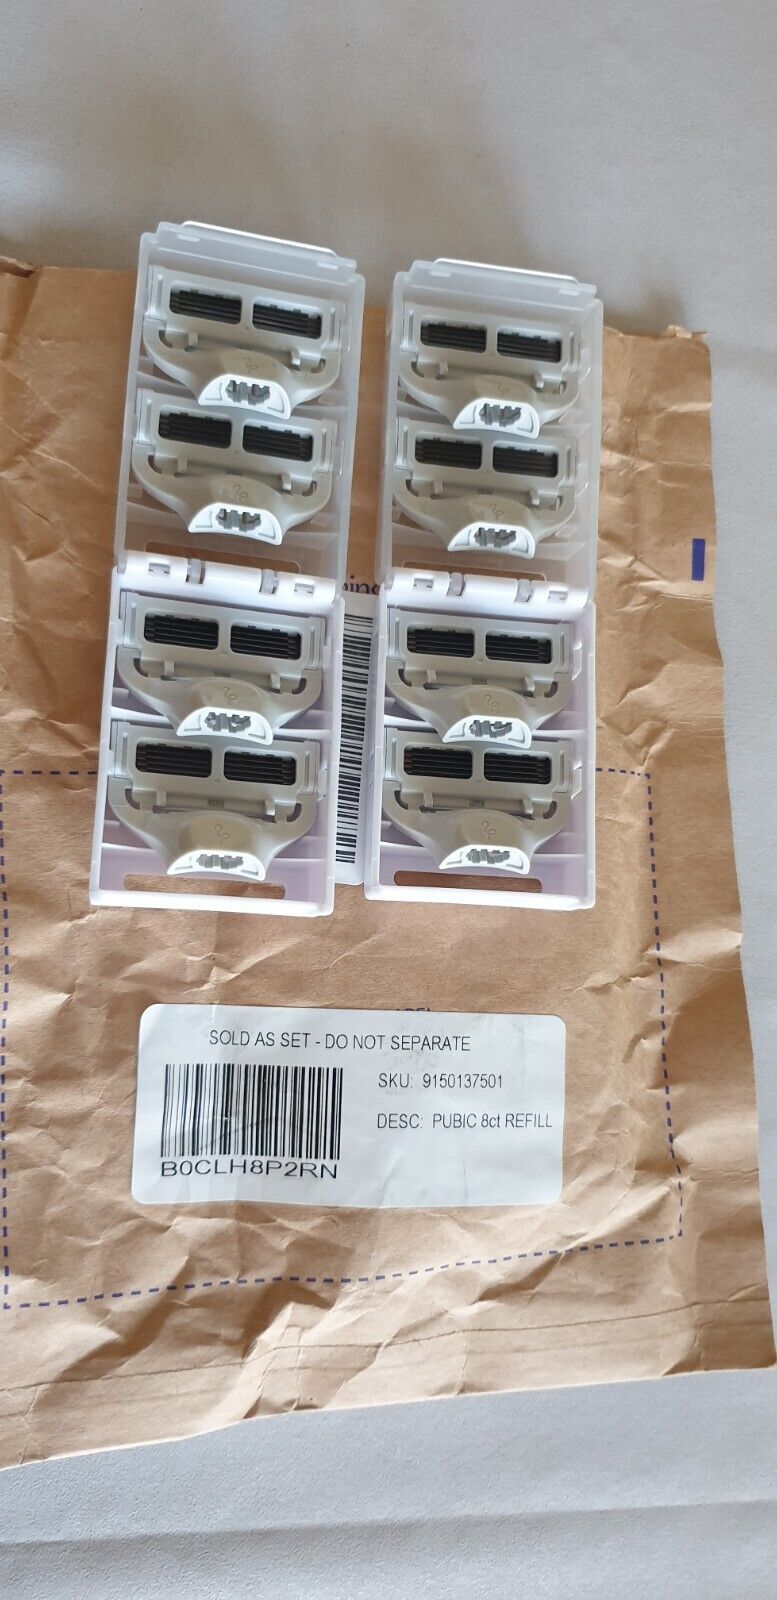 SOLD AS SET - DO NOT SEPARATE
SKU: 9150137501
DESC: PUBIC 8ct REFILL
B0CLH8P2RN